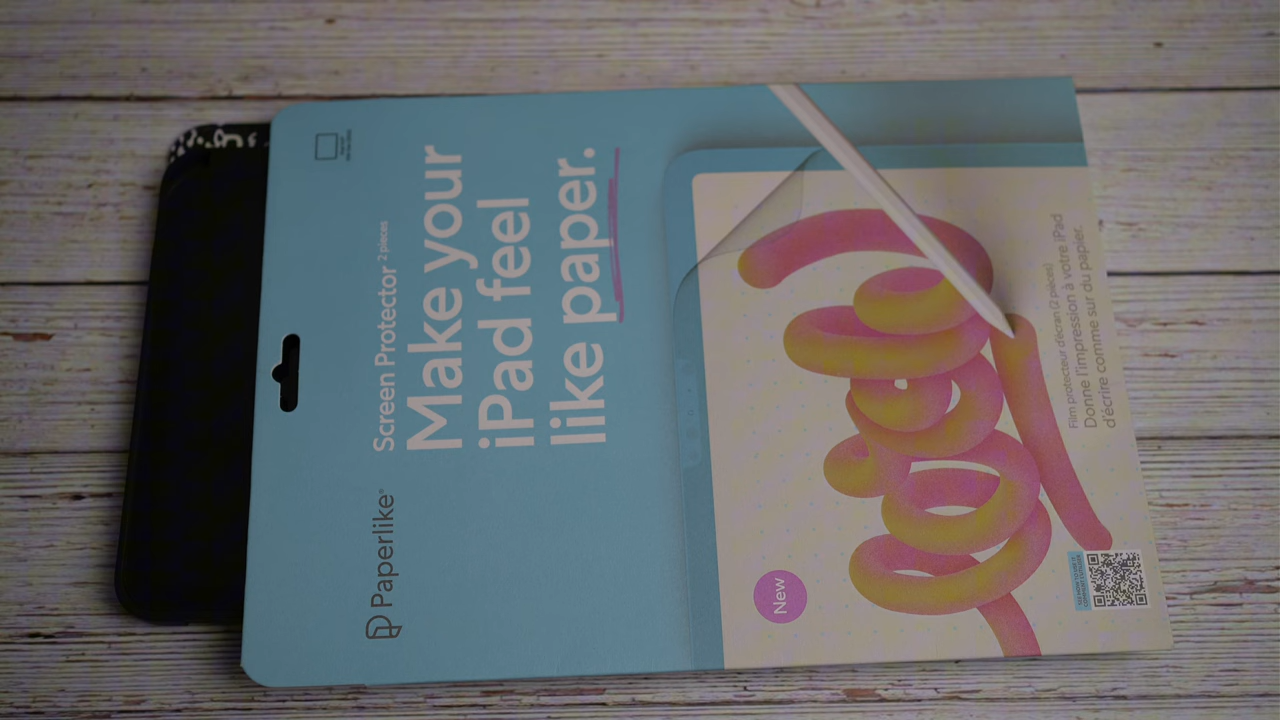 Paperlike®
Screen Protector 2 pieces
Make your
iPad feel
like paper.
New
Film protecteur d'écran (2 pièces)
Donne l'impression à votre iPad
d'écrire comme sur du papier.